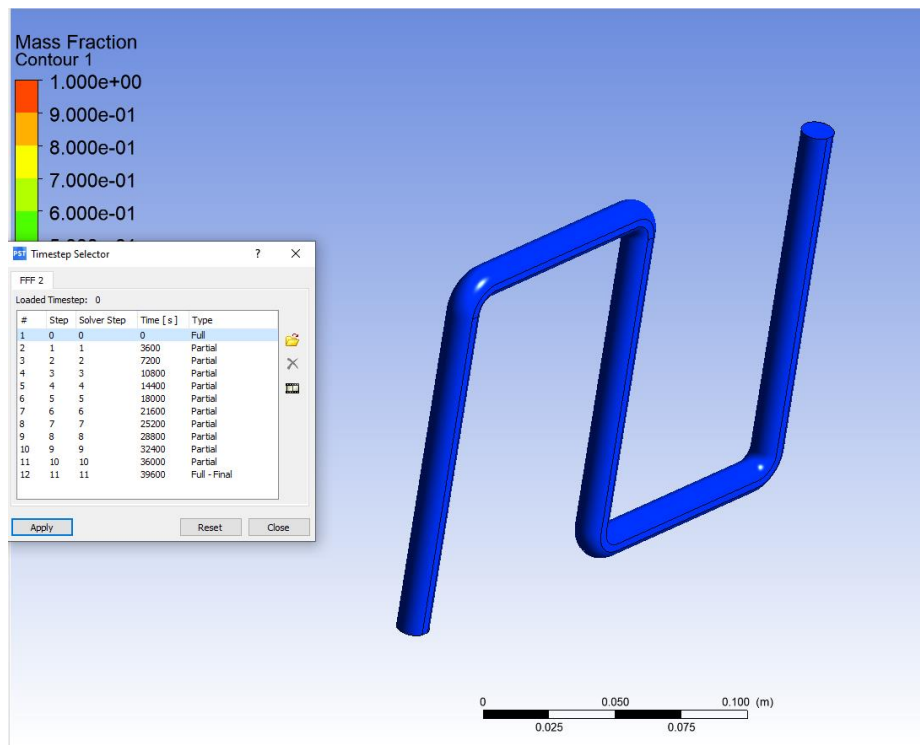 Mass Fraction
Contour 1
1.000e+00
9.000e-01
8.000e-01
7.000e-01
6.000e-01
PST Timestep Selector ? ×
FFF 2
Loaded Timestep: 0
# Step Solver Step Time [ s ] Type
1 0 0 0 Full
2 1 1 3600 Partial
3 2 2 7200 Partial
4 3 3 10800 Partial
5 4 4 14400 Partial
6 5 5 18000 Partial
7 6 6 21600 Partial
8 7 7 25200 Partial
9 8 8 28800 Partial
10 9 9 32400 Partial
11 10 10 36000 Partial
12 11 11 39600 Full - Final
Apply Reset Close
0 0.050 0.100 (m)
0.025 0.075